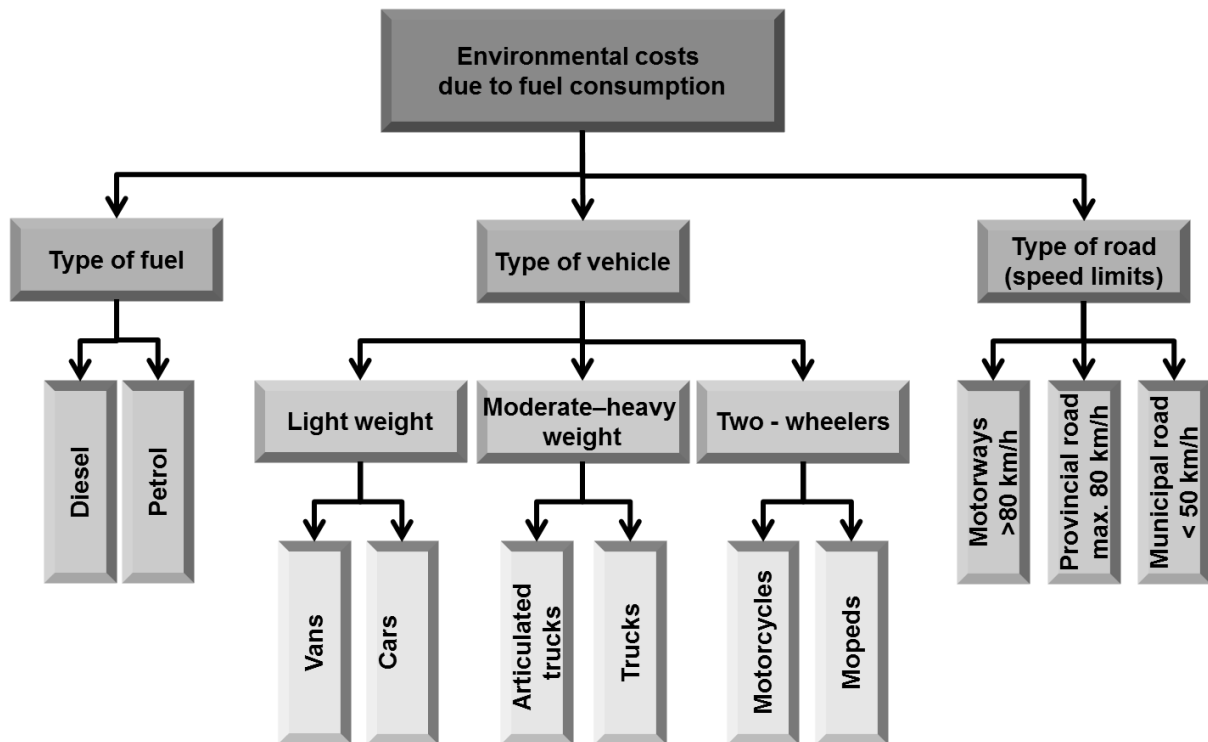 Environmental costs
due to fuel consumption
Type of fuel
Type of vehicle
Type of road
(speed limits)
Diesel
Petrol
Light weight
Moderate–heavy
weight
Two - wheelers
Motorways
>80 km/h
Provincial road
max. 80 km/h
Municipal road
< 50 km/h
Vans
Cars
Articulated
trucks
Trucks
Motorcycles
Mopeds